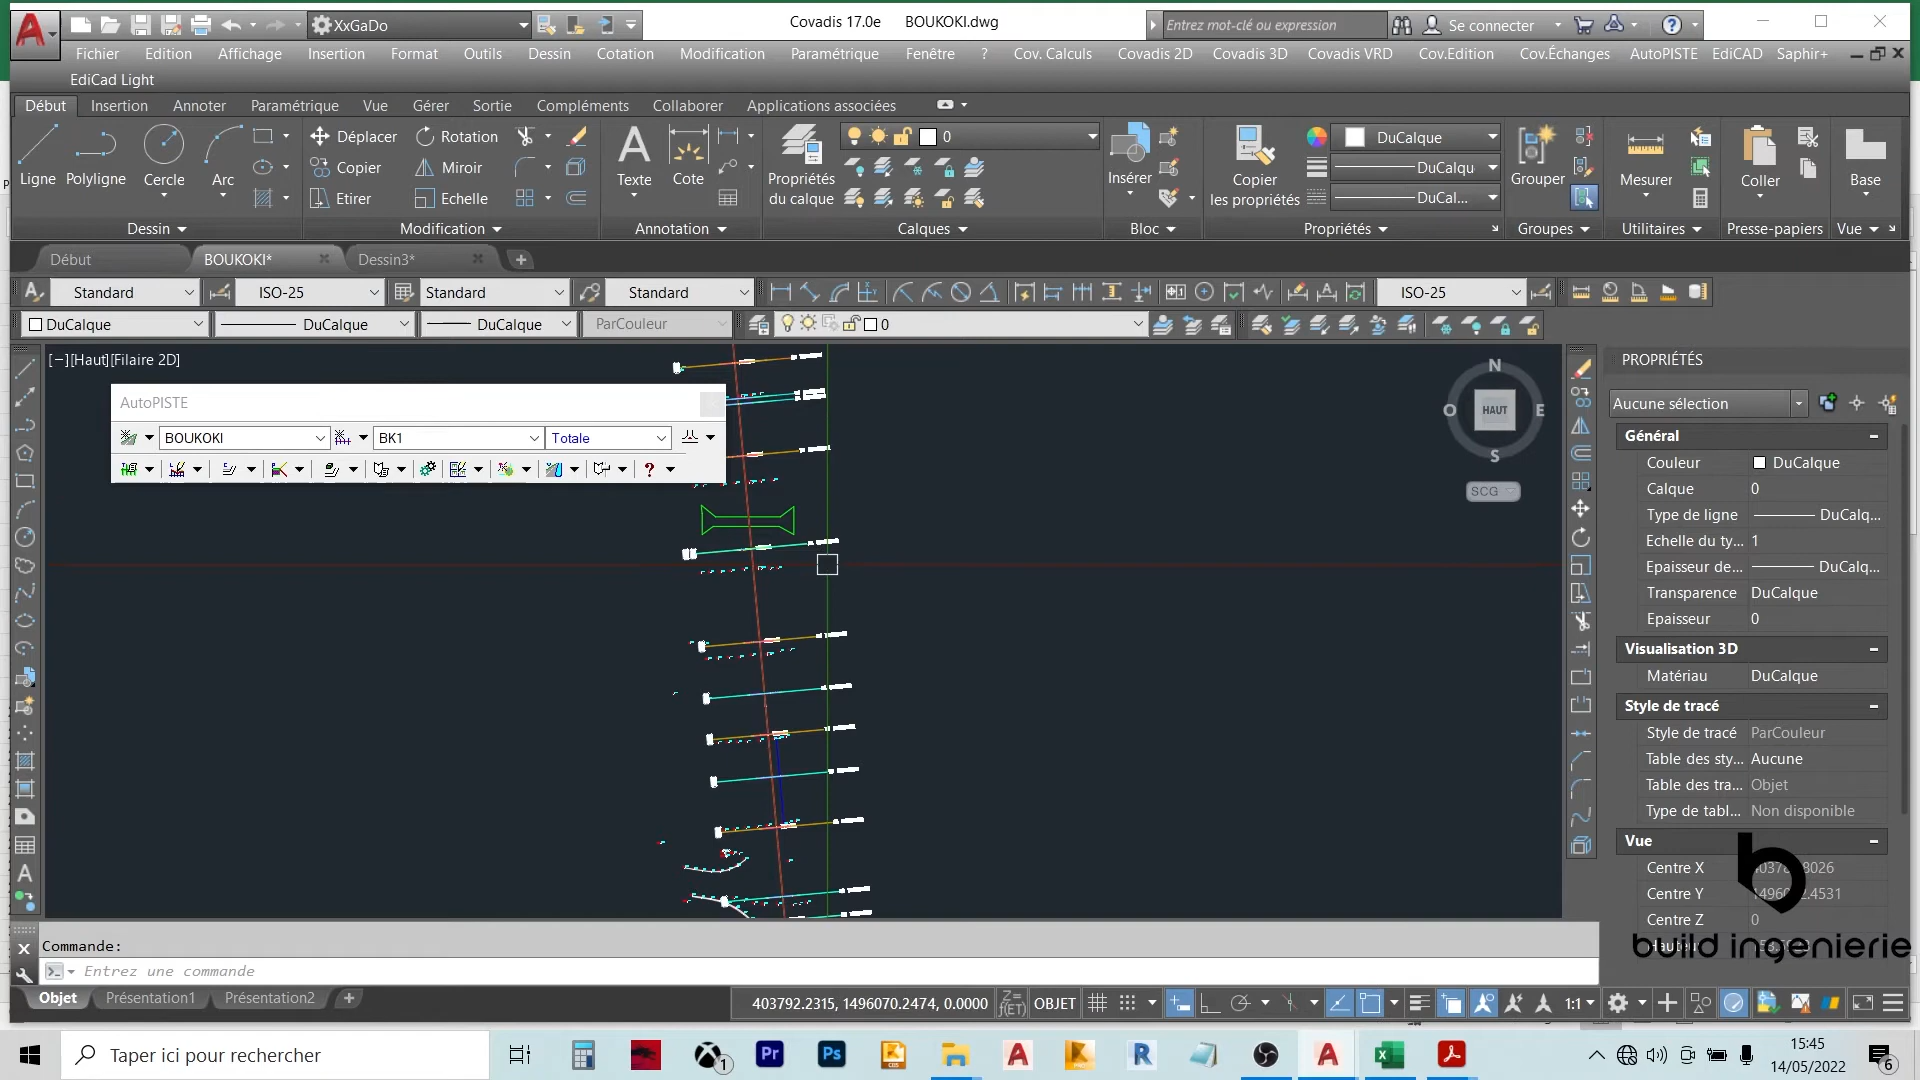 XxGaDo
Covadis 17.0e BOUKOKI.dwg
Entrez mot-clé ou expression
Se connecter
Fichier Edition Affichage Insertion Format Outils Dessin Cotation Modification Paramétrique Fenêtre ? Cov. Calculs Covadis 2D Covadis 3D Covadis VRD Cov.Edition Cov.Échanges AutoPISTE EdiCAD Saphir+
EdiCad Light
Début Insertion Annoter Paramétrique Vue Gérer Sortie Compléments Collaborer Applications associées
Ligne Polyligne Cercle Arc
Déplacer Rotation
Copier Miroir
Etirer Echelle
Texte Cote
Propriétés
du calque
0
Insérer
Copier
les propriétés
DuCalque
DuCalqu
DuCal...
Grouper
Mesurer
Coller
Base
Dessin Modification Annotation Calques Bloc Propriétés Groupes Utilitaires Presse-papiers Vue
Début BOUKOKI* Dessin3*
Standard ISO-25 Standard Standard ISO-25
DuCalque DuCalque DuCalque ParCouleur 0
[−][Haut][Filaire 2D]
AutoPISTE
BOUKOKI BK1 Totale
N
O HAUT E
S
SCG
PROPRIÉTÉS
Aucune sélection
Général
Couleur DuCalque
Calque 0
Type de ligne DuCalq...
Echelle du ty... 1
Epaisseur de... DuCalq...
Transparence DuCalque
Epaisseur 0
Visualisation 3D
Matériau DuCalque
Style de tracé
Style de tracé ParCouleur
Table des sty... Aucune
Table des tra... Objet
Type de tabl... Non disponible
Vue
Centre X
Centre Y
Centre Z 0
build ingenierie
Commande:
Entrez une commande
Objet Présentation1 Présentation2
403792.2315, 1496070.2474, 0.0000 OBJET 1:1
Taper ici pour rechercher
15:45
14/05/2022